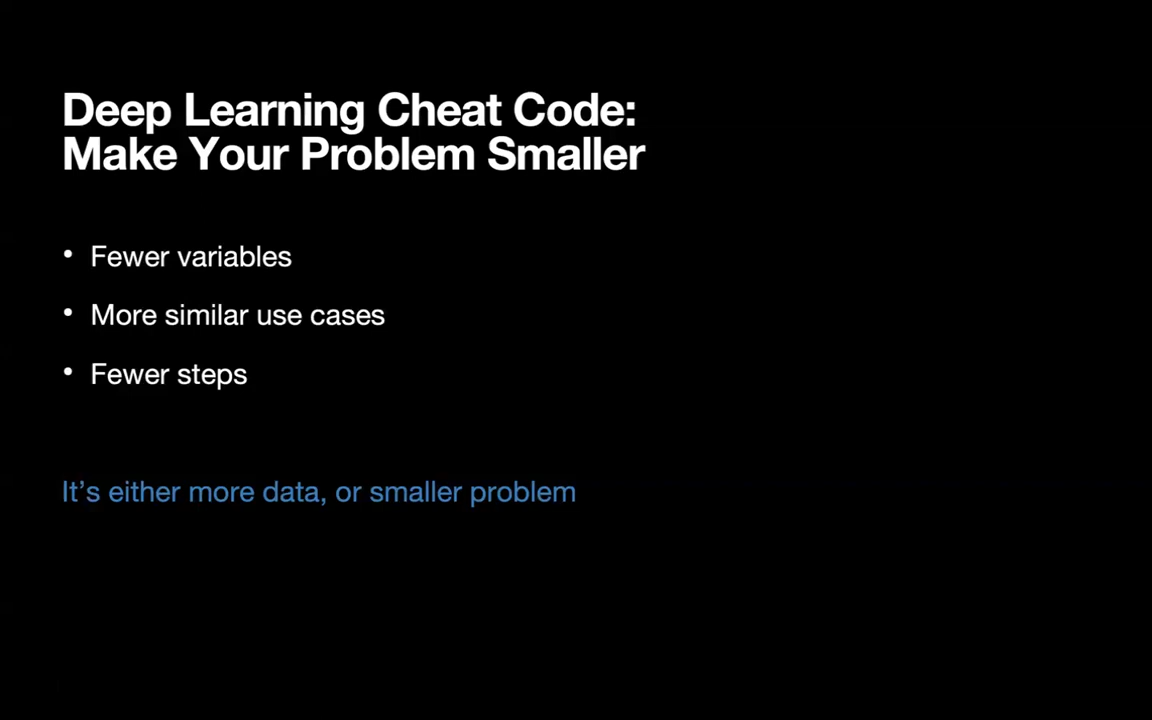 Deep Learning Cheat Code:
Make Your Problem Smaller
• Fewer variables
• More similar use cases
• Fewer steps
It’s either more data, or smaller problem